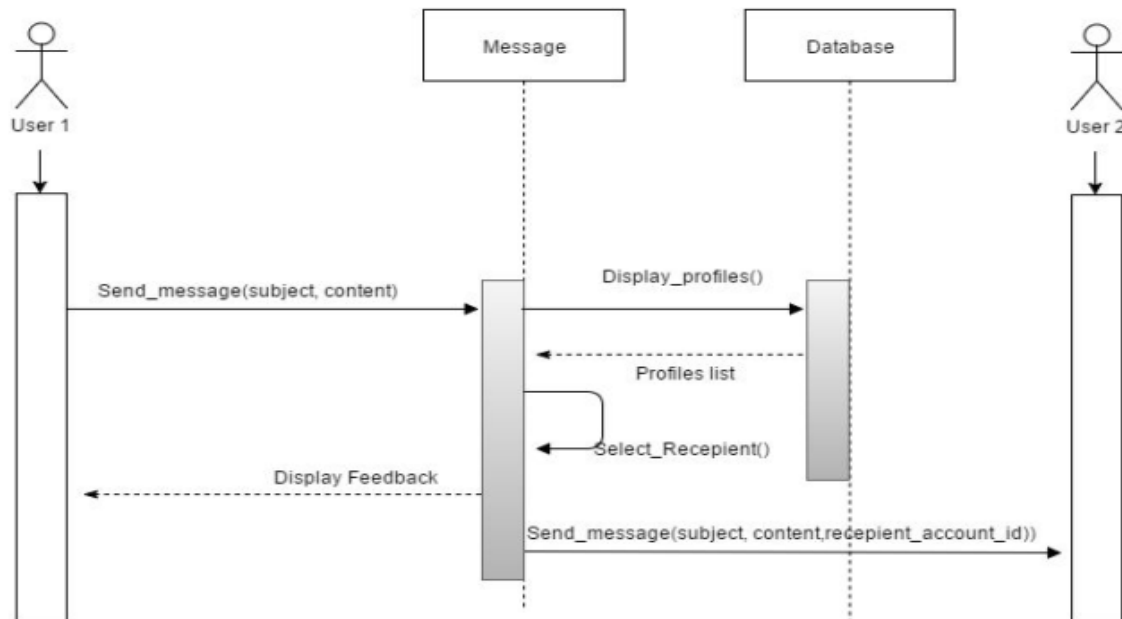 Message
Database
User 1
User 2
Display_profiles()
Send_message(subject, content)
Profiles list
Select_Recepient()
Display Feedback
Send_message(subject, content,recepient_account_id))